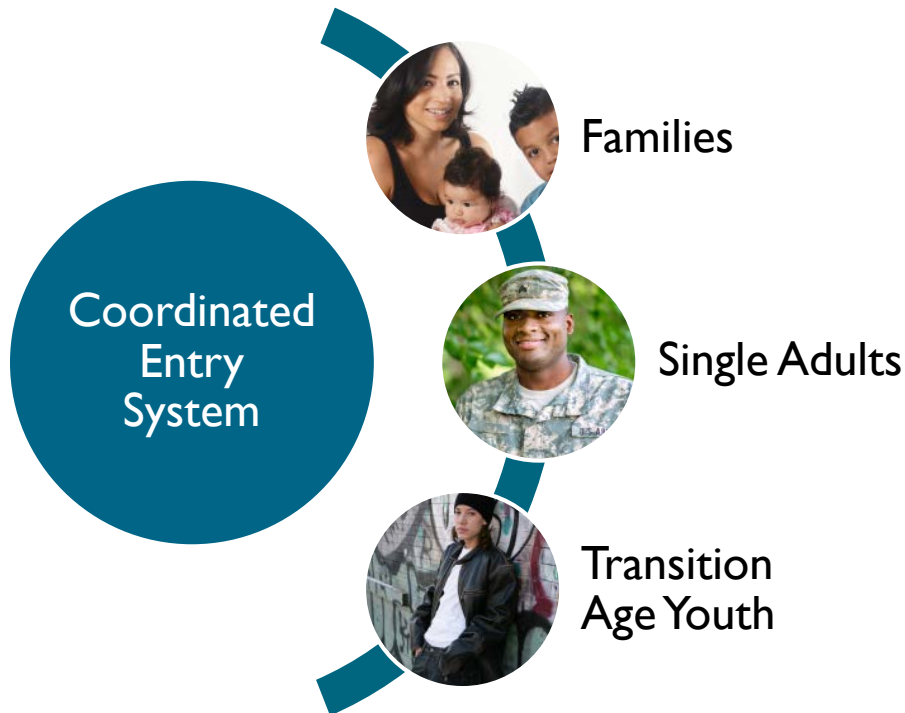 Coordinated
Entry
System
Families
Single Adults
Transition
Age Youth